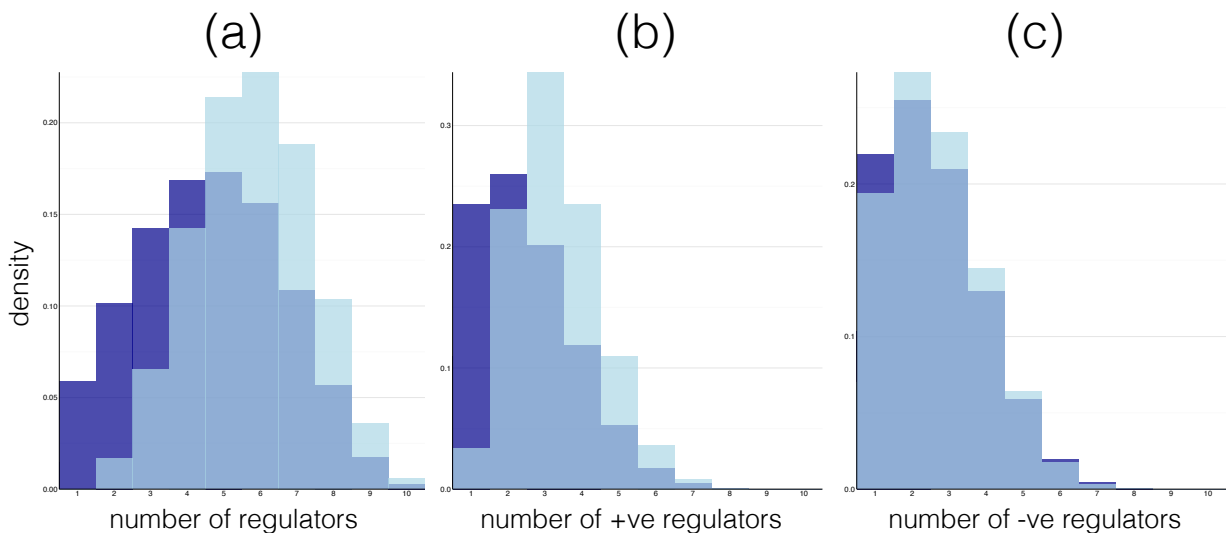 (a)
(b)
(c)
density
0.20
0.15
0.10
0.05
0.00
1 2 3 4 5 6 7 8 9 10
number of regulators
0.3
0.2
0.1
0.0
1 2 3 4 5 6 7 8 9 10
number of +ve regulators
0.2
0.1
0.0
1 2 3 4 5 6 7 8 9 10
number of -ve regulators